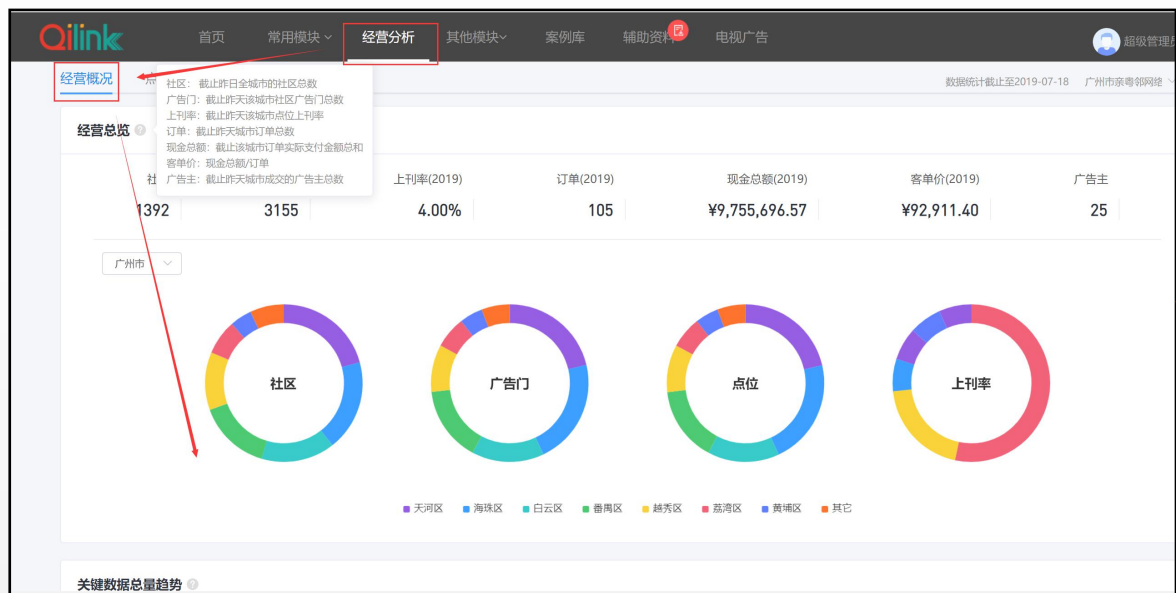 Qilink
首页 常用模块 经营分析 其他模块 案例库 辅助资料 电视广告 超级管理员
经营概况 点 数据统计截止至2019-07-18 广州市亲粤邻网络
社区: 截止昨日全城市的社区总数
广告门: 截止昨天该城市社区广告门总数
上刊率: 截止昨天该城市点位上刊率
订单: 截止昨天城市订单总数
现金总额: 截止该城市订单实际支付金额总和
客单价: 现金总额/订单
广告主: 截止昨天城市成交的广告主总数
经营总览
社 上刊率(2019) 订单(2019) 现金总额(2019) 客单价(2019) 广告主
1392 3155 4.00% 105 ¥9,755,696.57 ¥92,911.40 25
广州市
社区 广告门 点位 上刊率
天河区 海珠区 白云区 番禺区 越秀区 荔湾区 黄埔区 其它
关键数据总量趋势